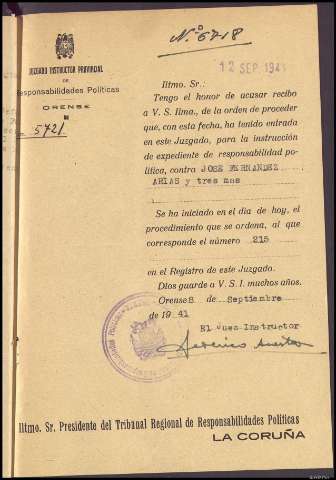 N.º 6718
12 SEP 1941
JUZGADO INSTRUCTOR PROVINCIAL
DE
Responsabilidades Políticas
ORENSE
5721
Iltmo. Sr.:
Tengo el honor de acusar recibo
a V. S. Ilma., de la orden de proceder
que, con esta fecha, ha tenido entrada
en este Juzgado, para la instrucción
de expediente de responsabilidad po-
lítica, contra JOSE FERNANDEZ
ARIAS y tres mas
Se ha iniciado en el día de hoy, el
procedimiento que se ordena, al que
corresponde el número 215
en el Registro de este Juzgado.
Dios guarde a V. S. I. muchos años.
Orense 8 de Septiembre
de 19 41
El Juez Instructor
Iltmo. Sr. Presidente del Tribunal Regional de Responsabilidades Políticas
LA CORUÑA